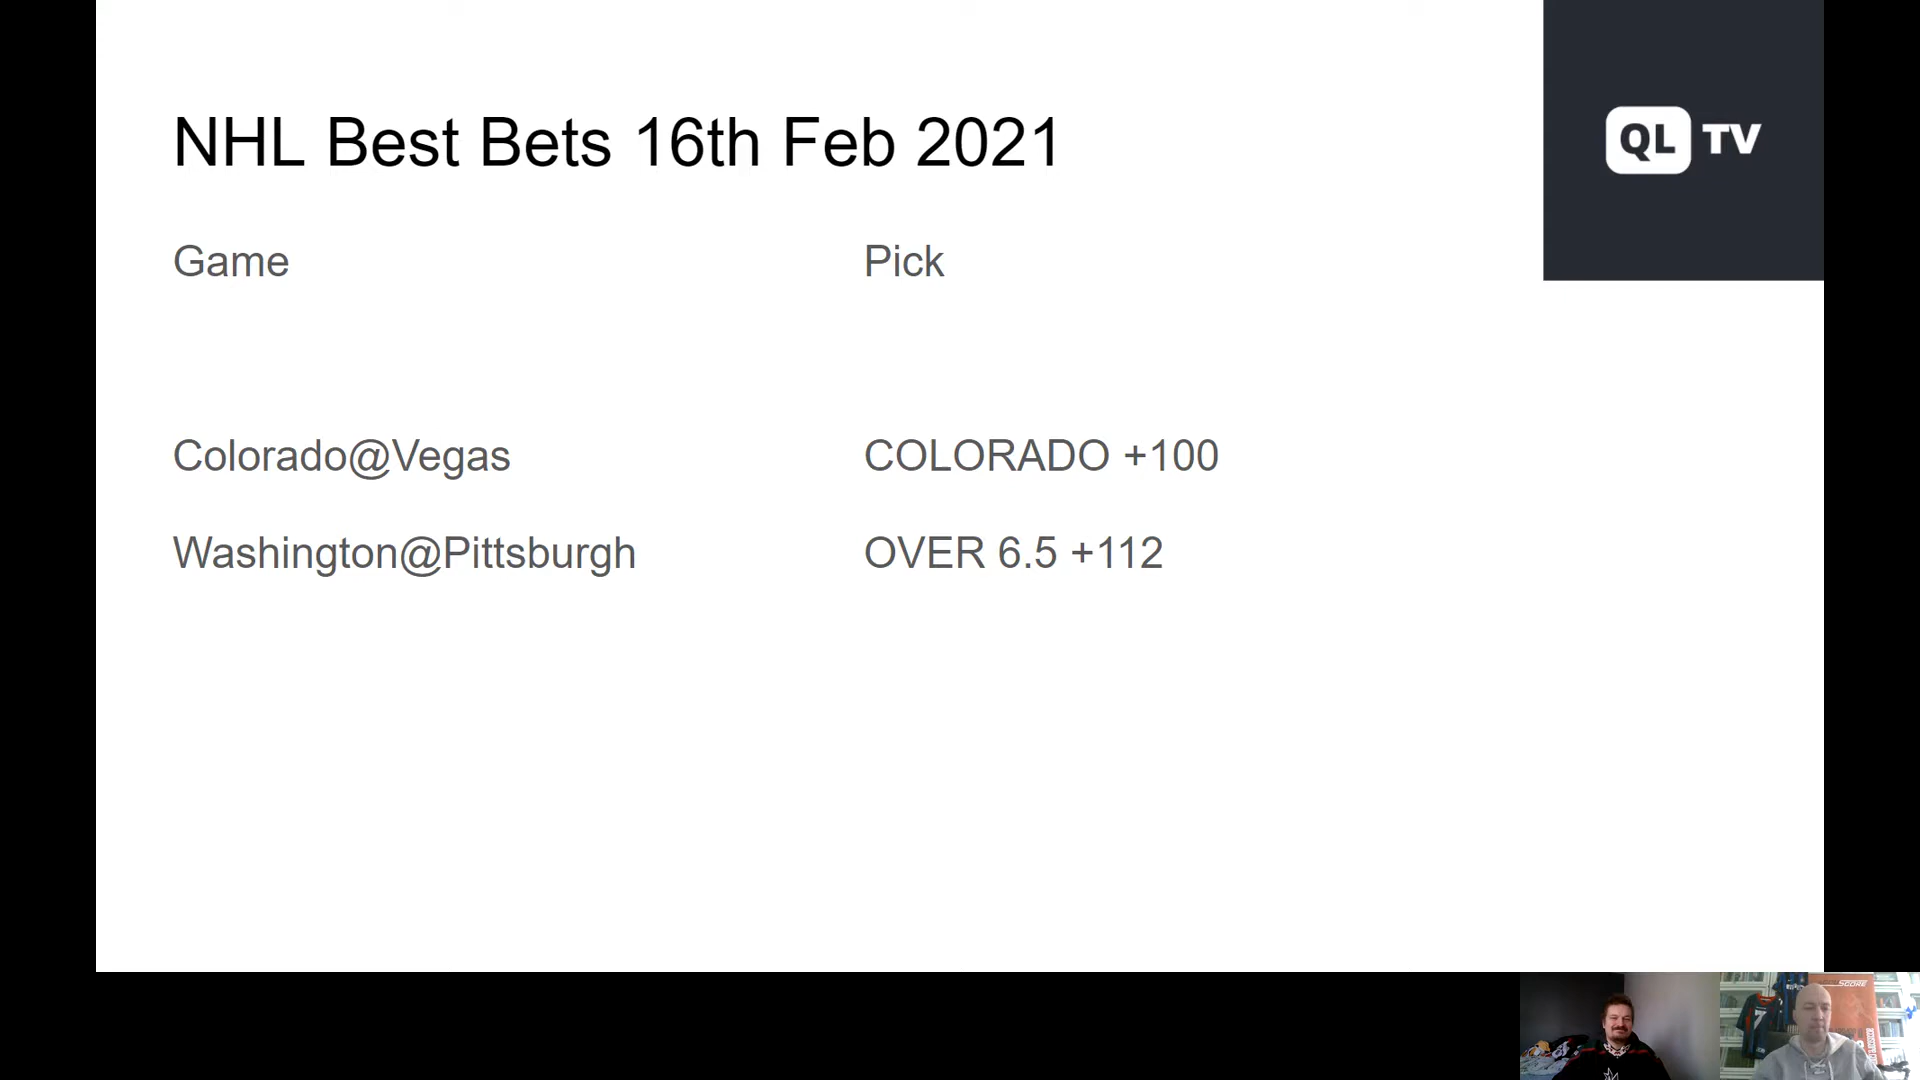 NHL Best Bets 16th Feb 2021
QL TV
Game Pick
Colorado@Vegas COLORADO +100
Washington@Pittsburgh OVER 6.5 +112
SCORE